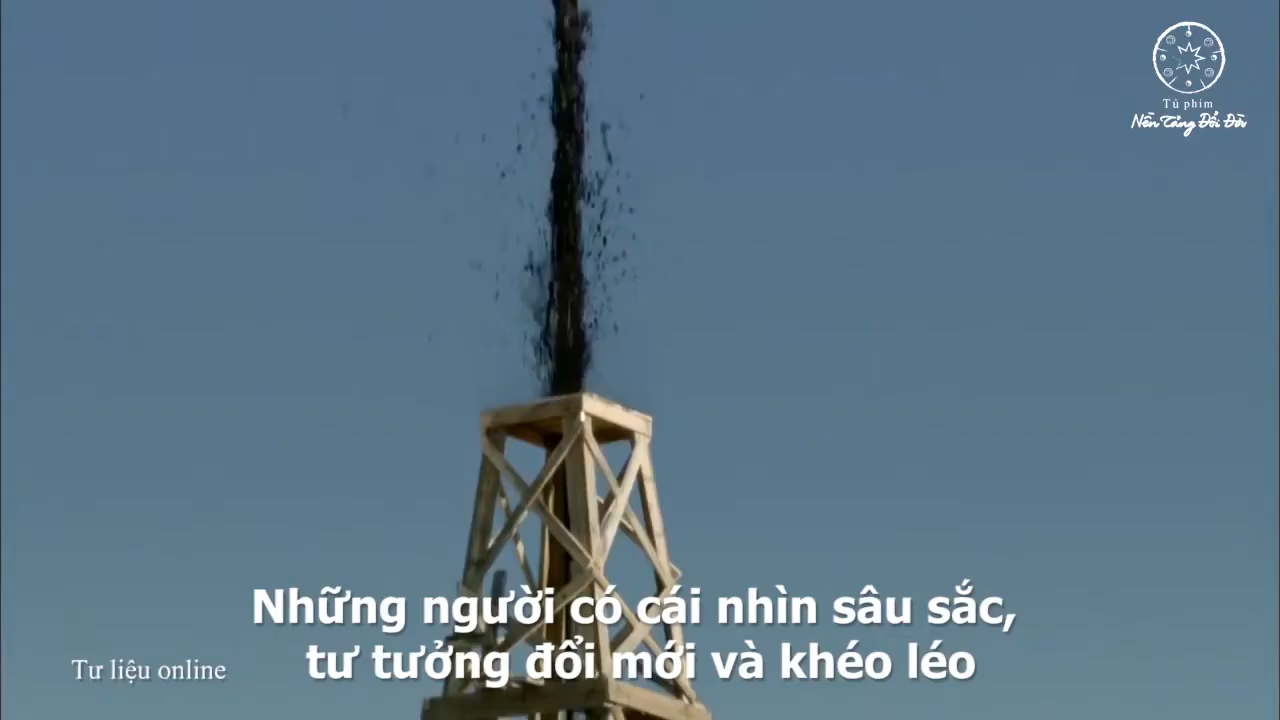 Tủ phim
Nền Tảng Đổi Đời
Những người có cái nhìn sâu sắc,
tư tưởng đổi mới và khéo léo
Tư liệu online